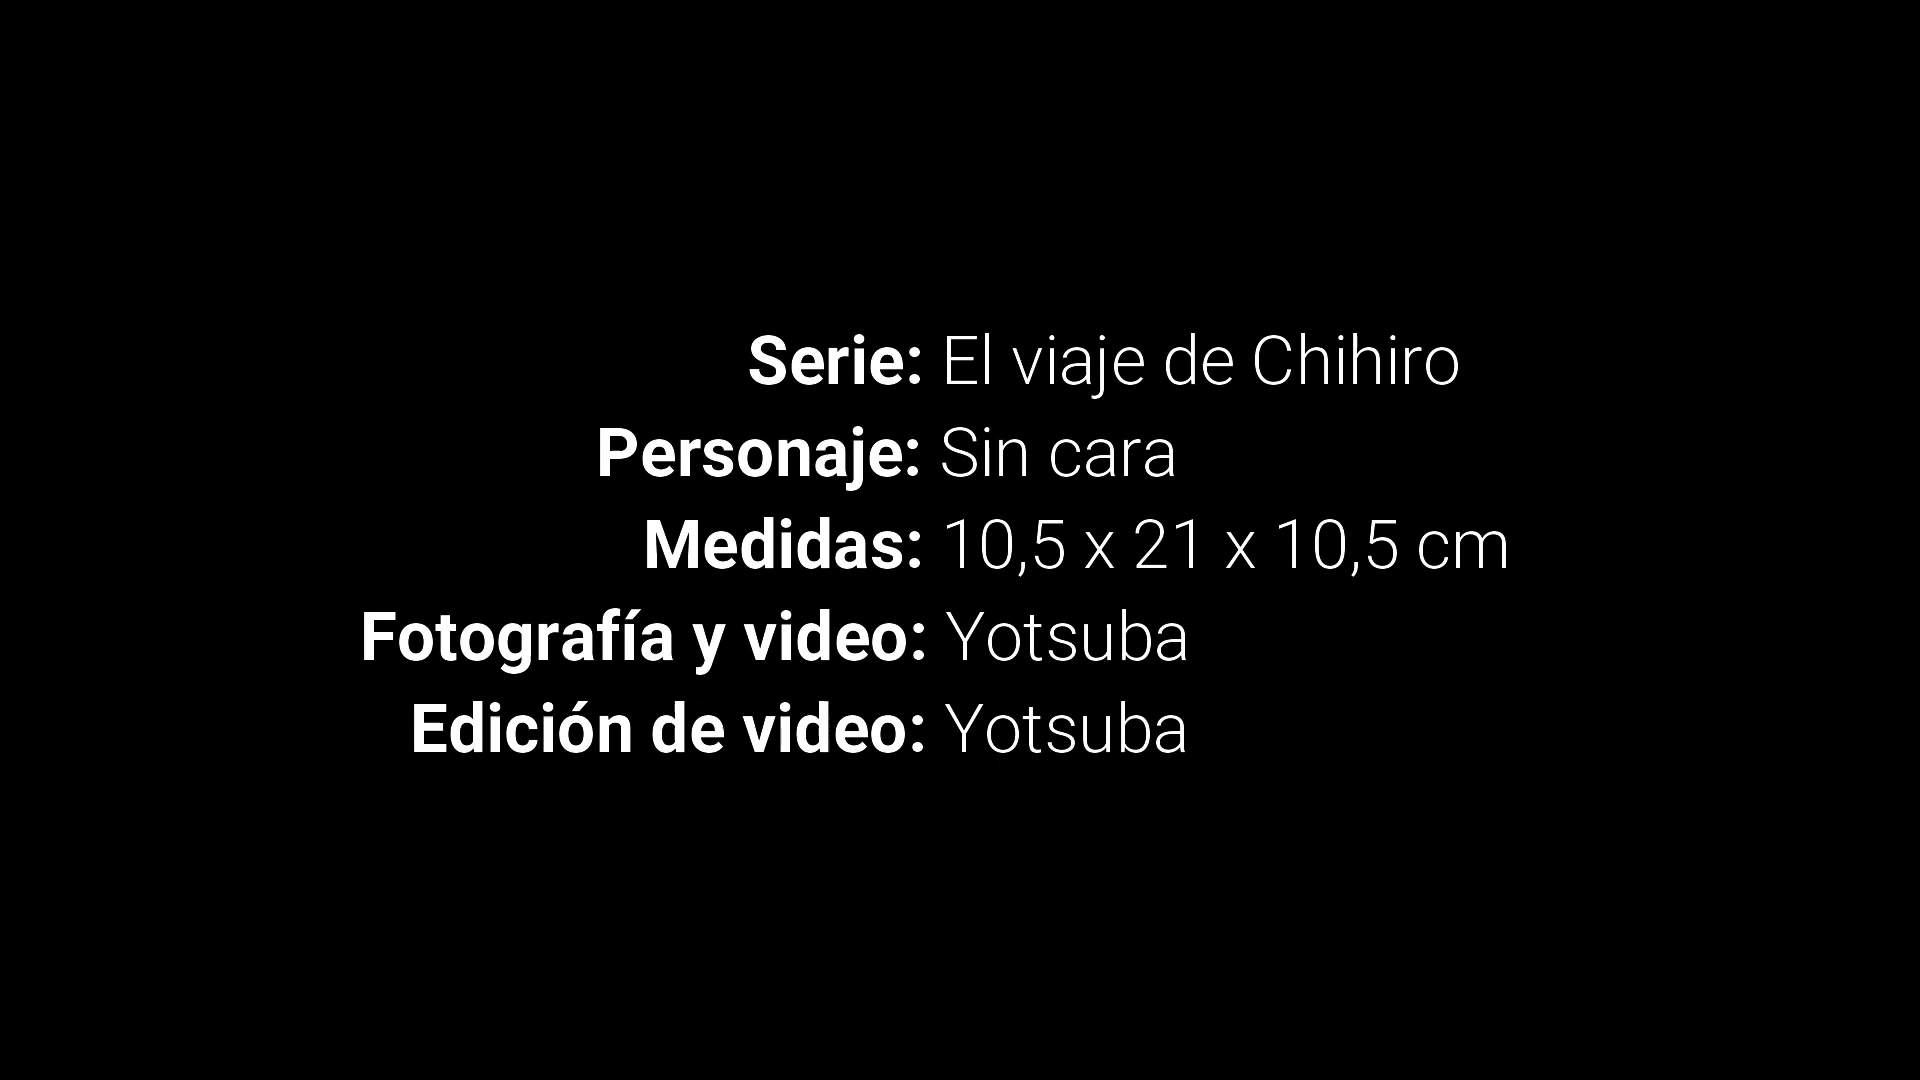 Serie: El viaje de Chihiro
Personaje: Sin cara
Medidas: 10,5 x 21 x 10,5 cm
Fotografía y video: Yotsuba
Edición de video: Yotsuba